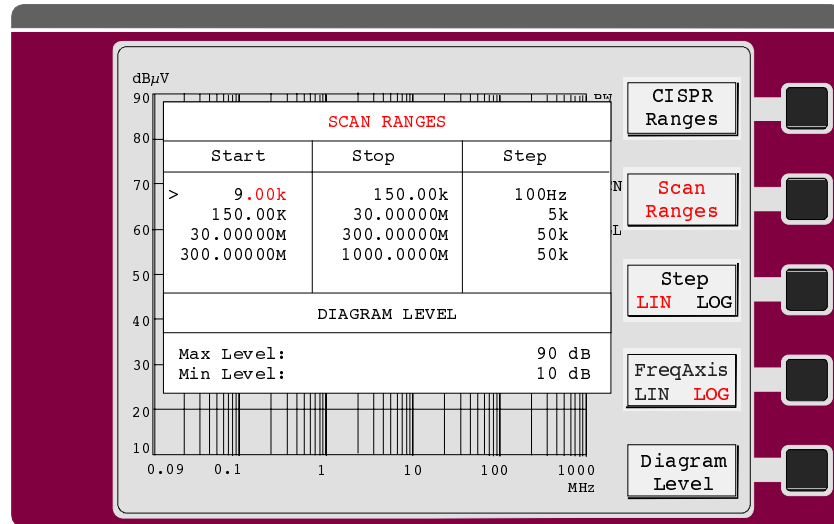 dBµV
90
80
70
60
50
40
30
20
10
0.09 0.1 1 10 100 1000
MHz
SCAN RANGES
Start Stop Step
> 9.00k 150.00k 100Hz
150.00K 30.00000M 5k
30.00000M 300.00000M 50k
300.00000M 1000.0000M 50k
DIAGRAM LEVEL
Max Level: 90 dB
Min Level: 10 dB
CISPR
Ranges
Scan
Ranges
Step
LIN LOG
FreqAxis
LIN LOG
Diagram
Level